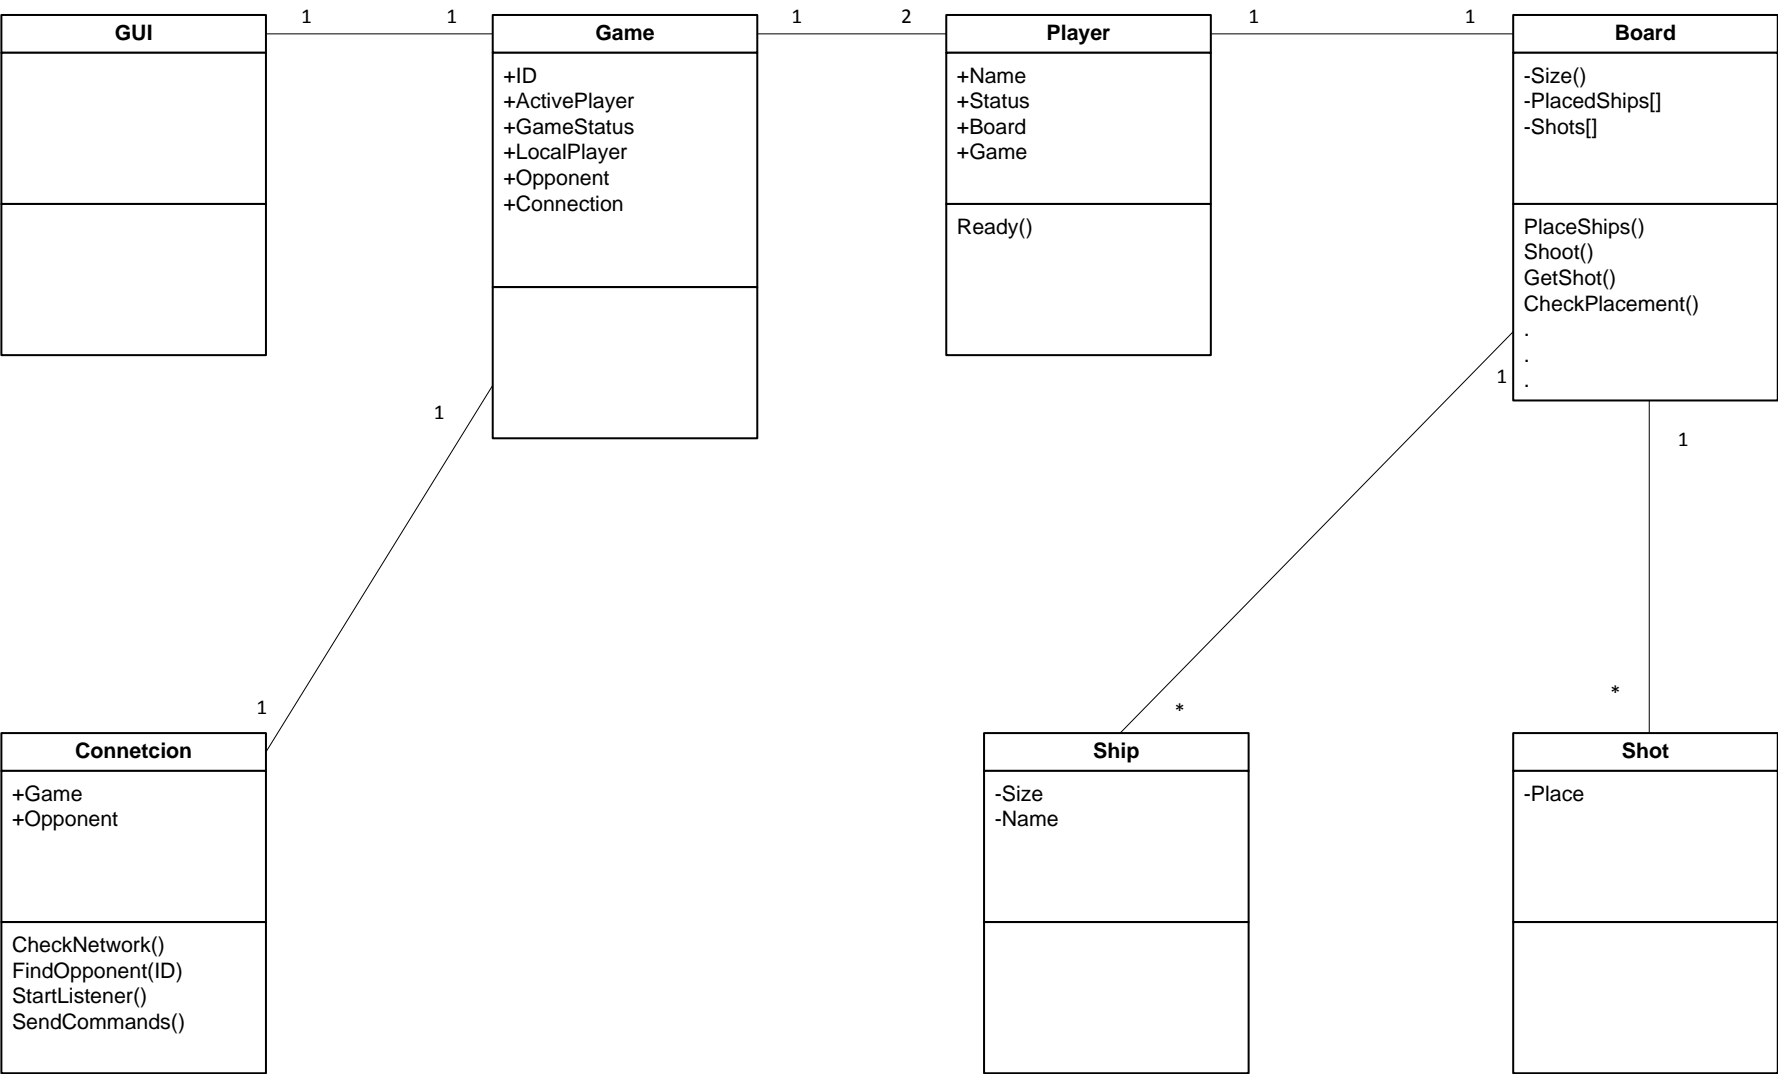 1 1 1 2 1 1
GUI
Game
+ID
+ActivePlayer
+GameStatus
+LocalPlayer
+Opponent
+Connection
Player
+Name
+Status
+Board
+Game
Ready()
Board
-Size()
-PlacedShips[]
-Shots[]
PlaceShips()
Shoot()
GetShot()
CheckPlacement()
.
.
.
1
1
1
1
*
*
Connetcion
+Game
+Opponent
CheckNetwork()
FindOpponent(ID)
StartListener()
SendCommands()
Ship
-Size
-Name
Shot
-Place